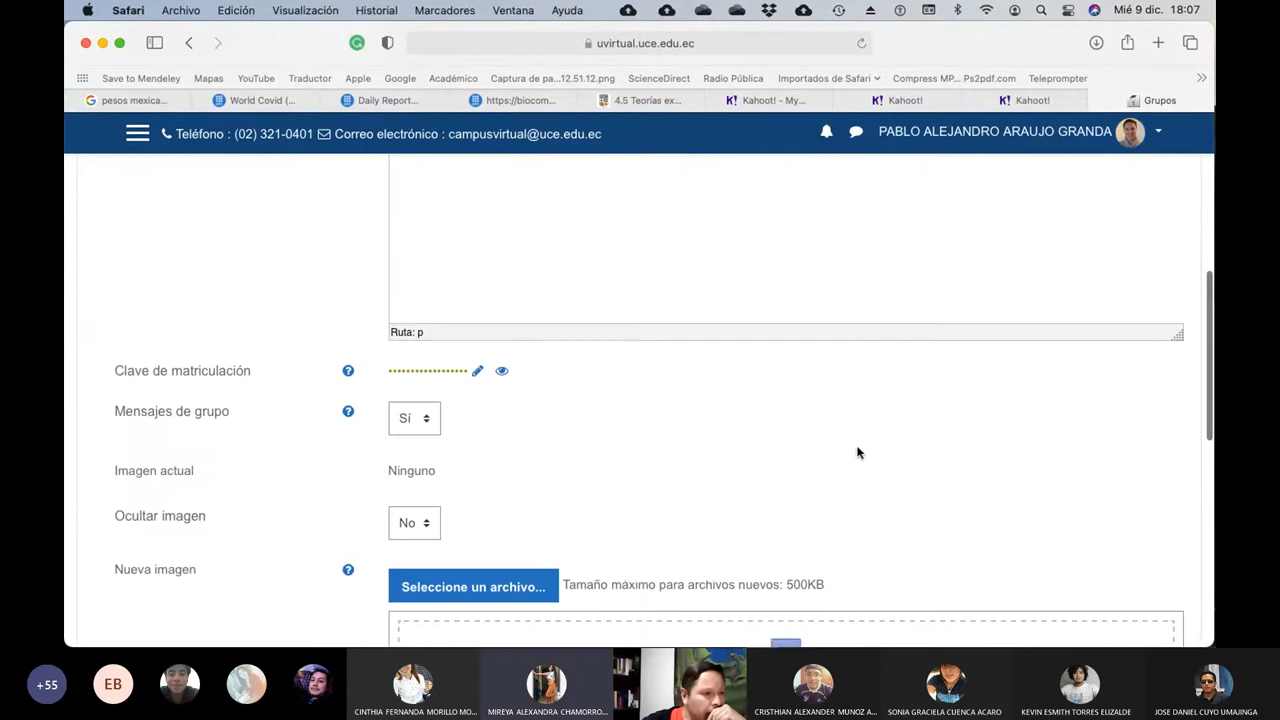 Safari Archivo Edición Visualización Historial Marcadores Ventana Ayuda Mié 9 dic. 18:07
uvirtual.uce.edu.ec
Save to Mendeley Mapas YouTube Traductor Apple Google Académico Captura de pa...12.51.12.png ScienceDirect Radio Pública Importados de Safari Compress MP... Ps2pdf.com Teleprompter
pesos mexica... World Covid (... Daily Report... https://biocom... 4.5 Teorías ex... Kahoot! - My... Kahoot! Kahoot! Grupos
Teléfono : (02) 321-0401 Correo electrónico : campusvirtual@uce.edu.ec PABLO ALEJANDRO ARAUJO GRANDA
Ruta: p
Clave de matriculación
Mensajes de grupo Sí
Imagen actual Ninguno
Ocultar imagen No
Nueva imagen Seleccione un archivo... Tamaño máximo para archivos nuevos: 500KB
+55 EB CINTHIA FERNANDA MORILLO MO... MIREYA ALEXANDRA CHAMORRO... CRISTHIAN ALEXANDER MUNOZ A... SONIA GRACIELA CUENCA ACARO KEVIN ESMITH TORRES ELIZALDE JOSE DANIEL CUYO UMAJINGA